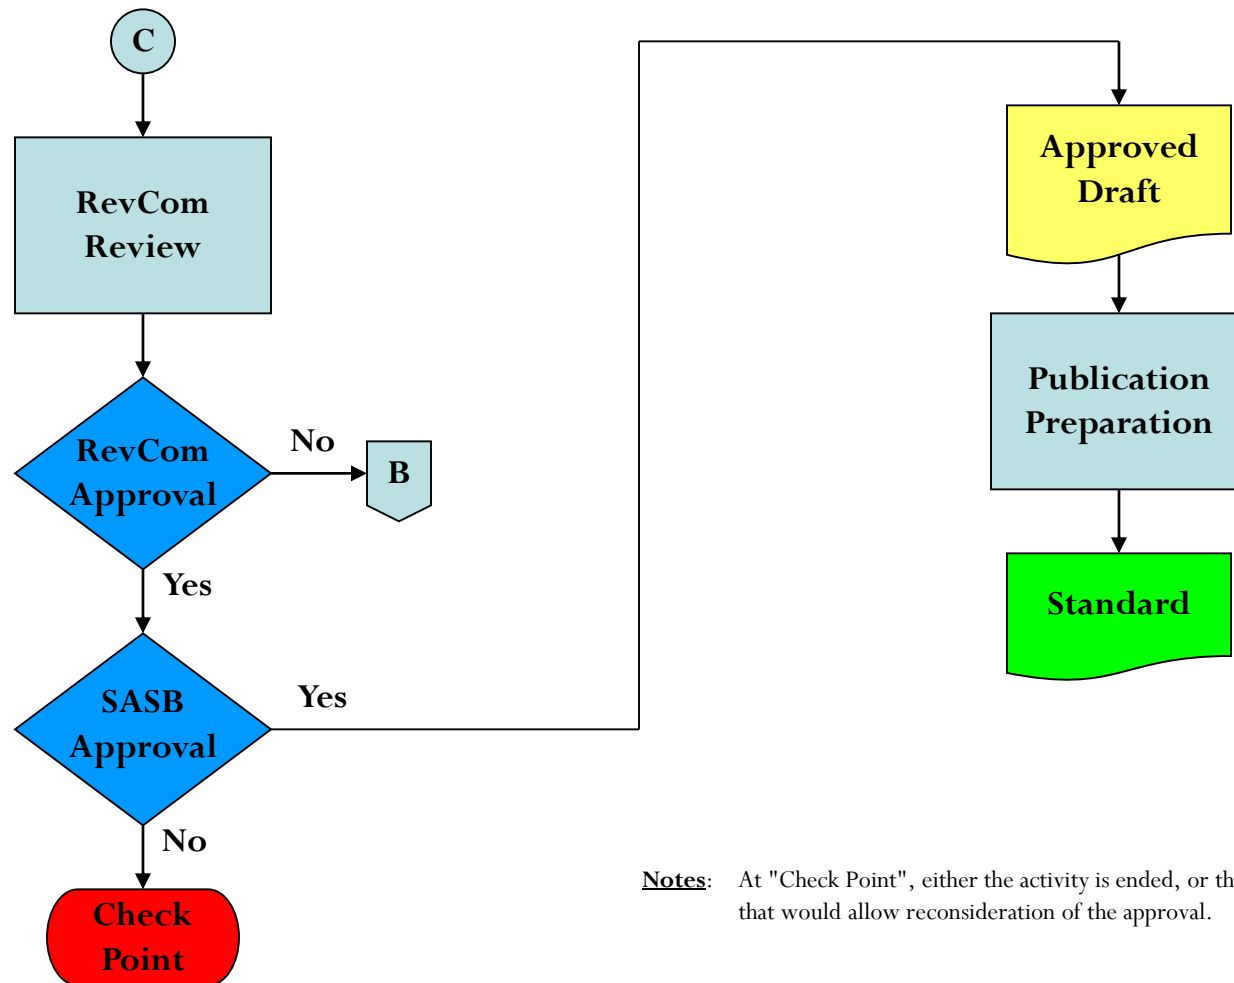 C
RevCom
Review
RevCom
Approval
No
B
Yes
SASB
Approval
Yes
No
Check
Point
Approved
Draft
Publication
Preparation
Standard
Notes: At "Check Point", either the activity is ended, or th
that would allow reconsideration of the approval.